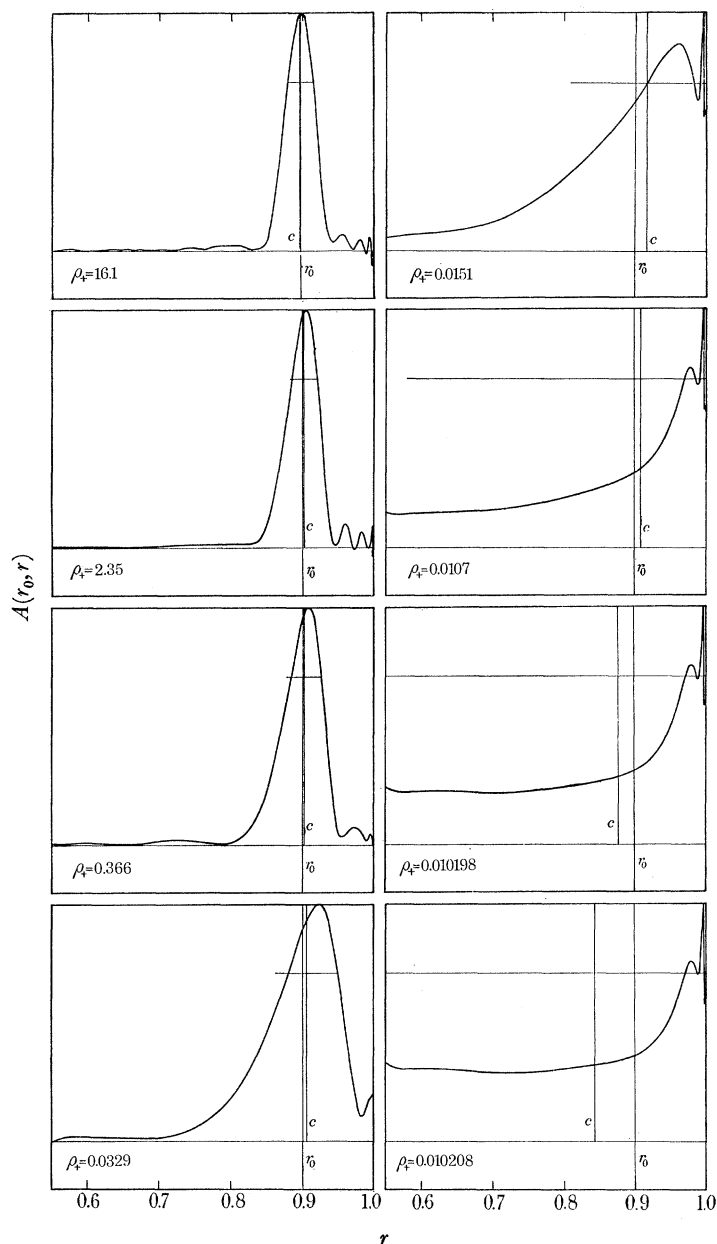 A(r₀, r)
c
r₀
ρ₊=16.1
c
r₀
ρ₊=0.0151
c
r₀
ρ₊=2.35
c
r₀
ρ₊=0.0107
c
r₀
ρ₊=0.366
c
r₀
ρ₊=0.010198
c
r₀
ρ₊=0.0329
c
r₀
ρ₊=0.010208
0.6 0.7 0.8 0.9 1.0 0.6 0.7 0.8 0.9 1.0
r